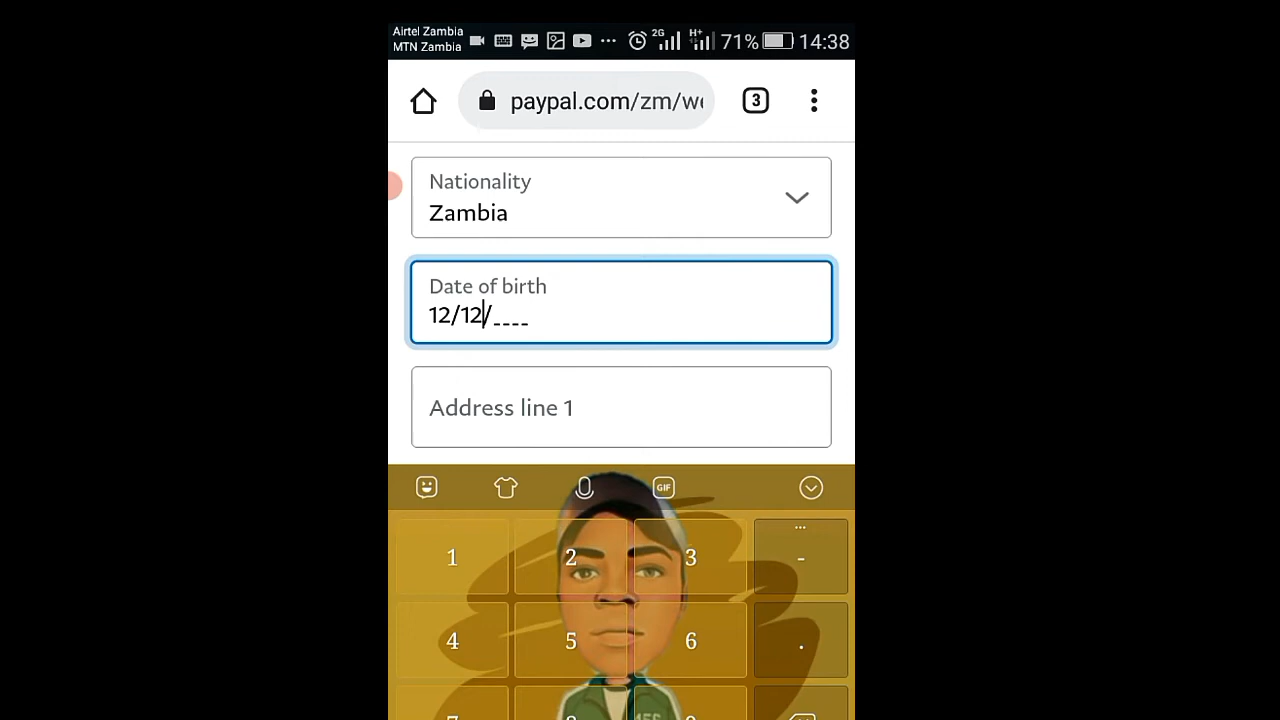 Airtel Zambia
MTN Zambia
2G H+ 71% 14:38
paypal.com/zm/w
3
Nationality
Zambia
Date of birth
12/12/____
Address line 1
GIF
1 2 3 -
4 5 6 .